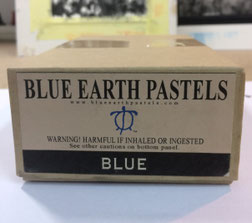 BLUE EARTH PASTELS
www.blueearthpastels.com
WARNING! HARMFUL IF INHALED OR INGESTED
See other cautions on bottom panel
BLUE